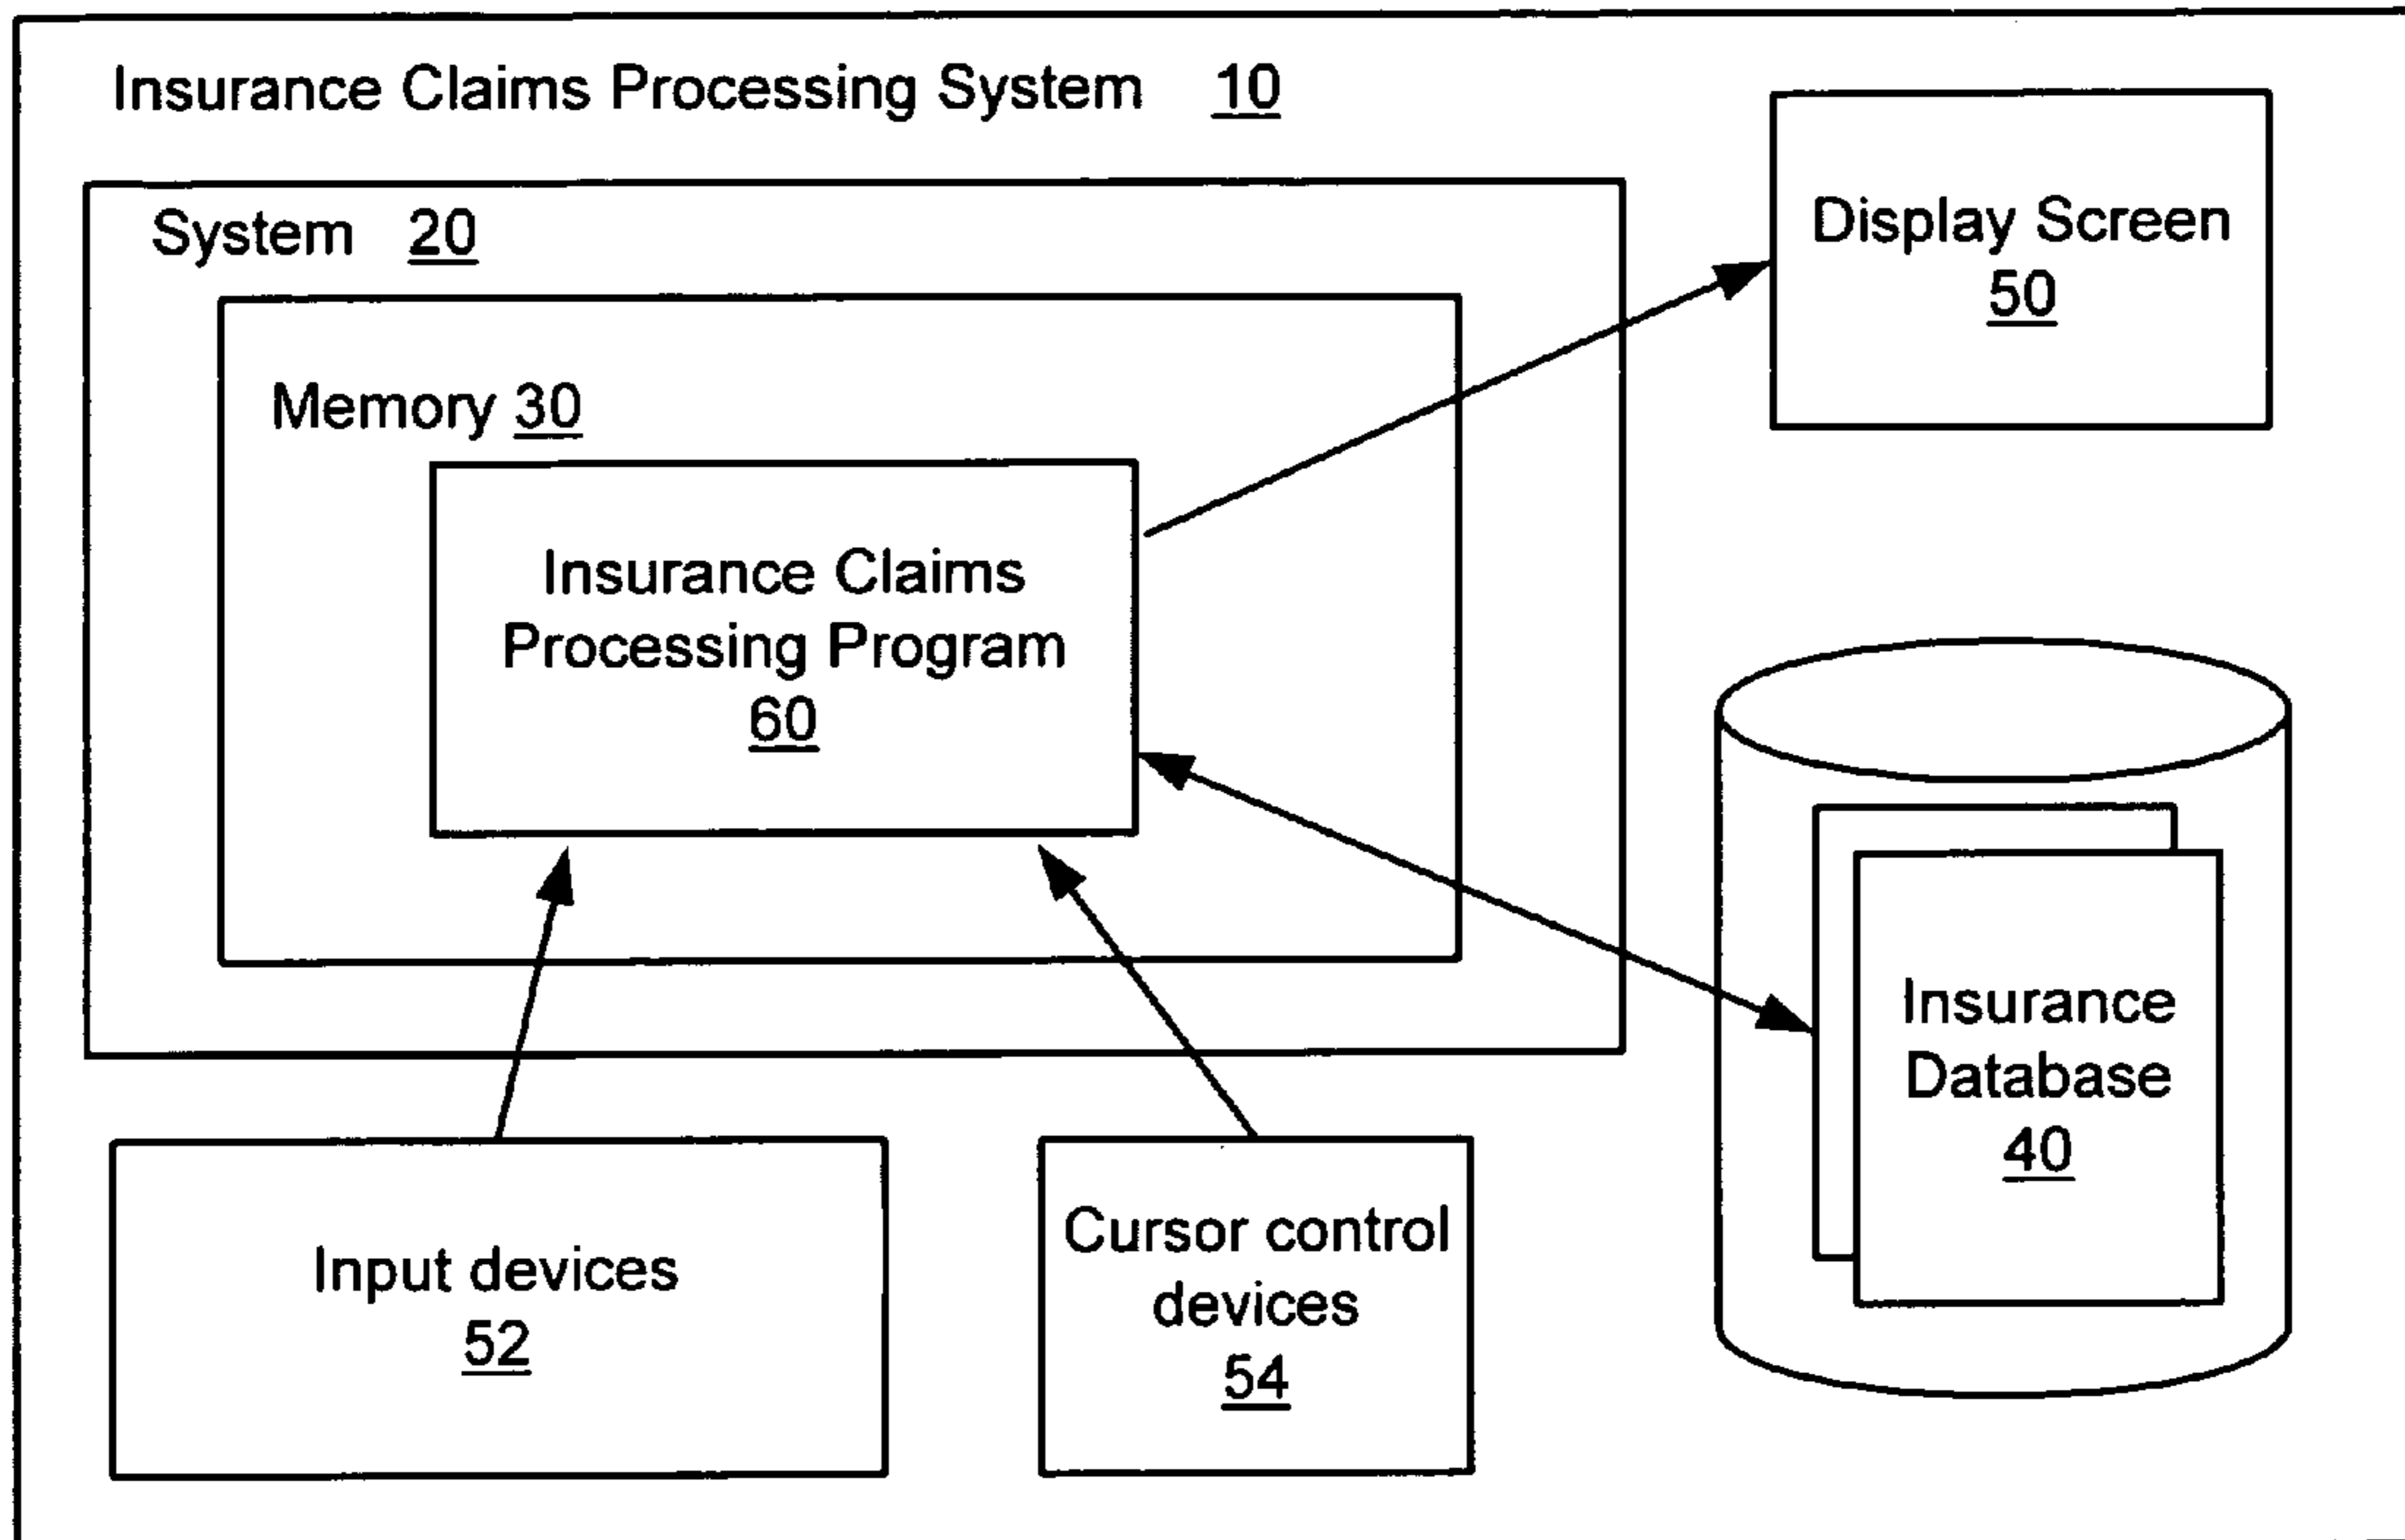 Insurance Claims Processing System 10
System 20
Memory 30
Insurance Claims
Processing Program
60
Display Screen
50
Insurance
Database
40
Input devices
52
Cursor control
devices
54